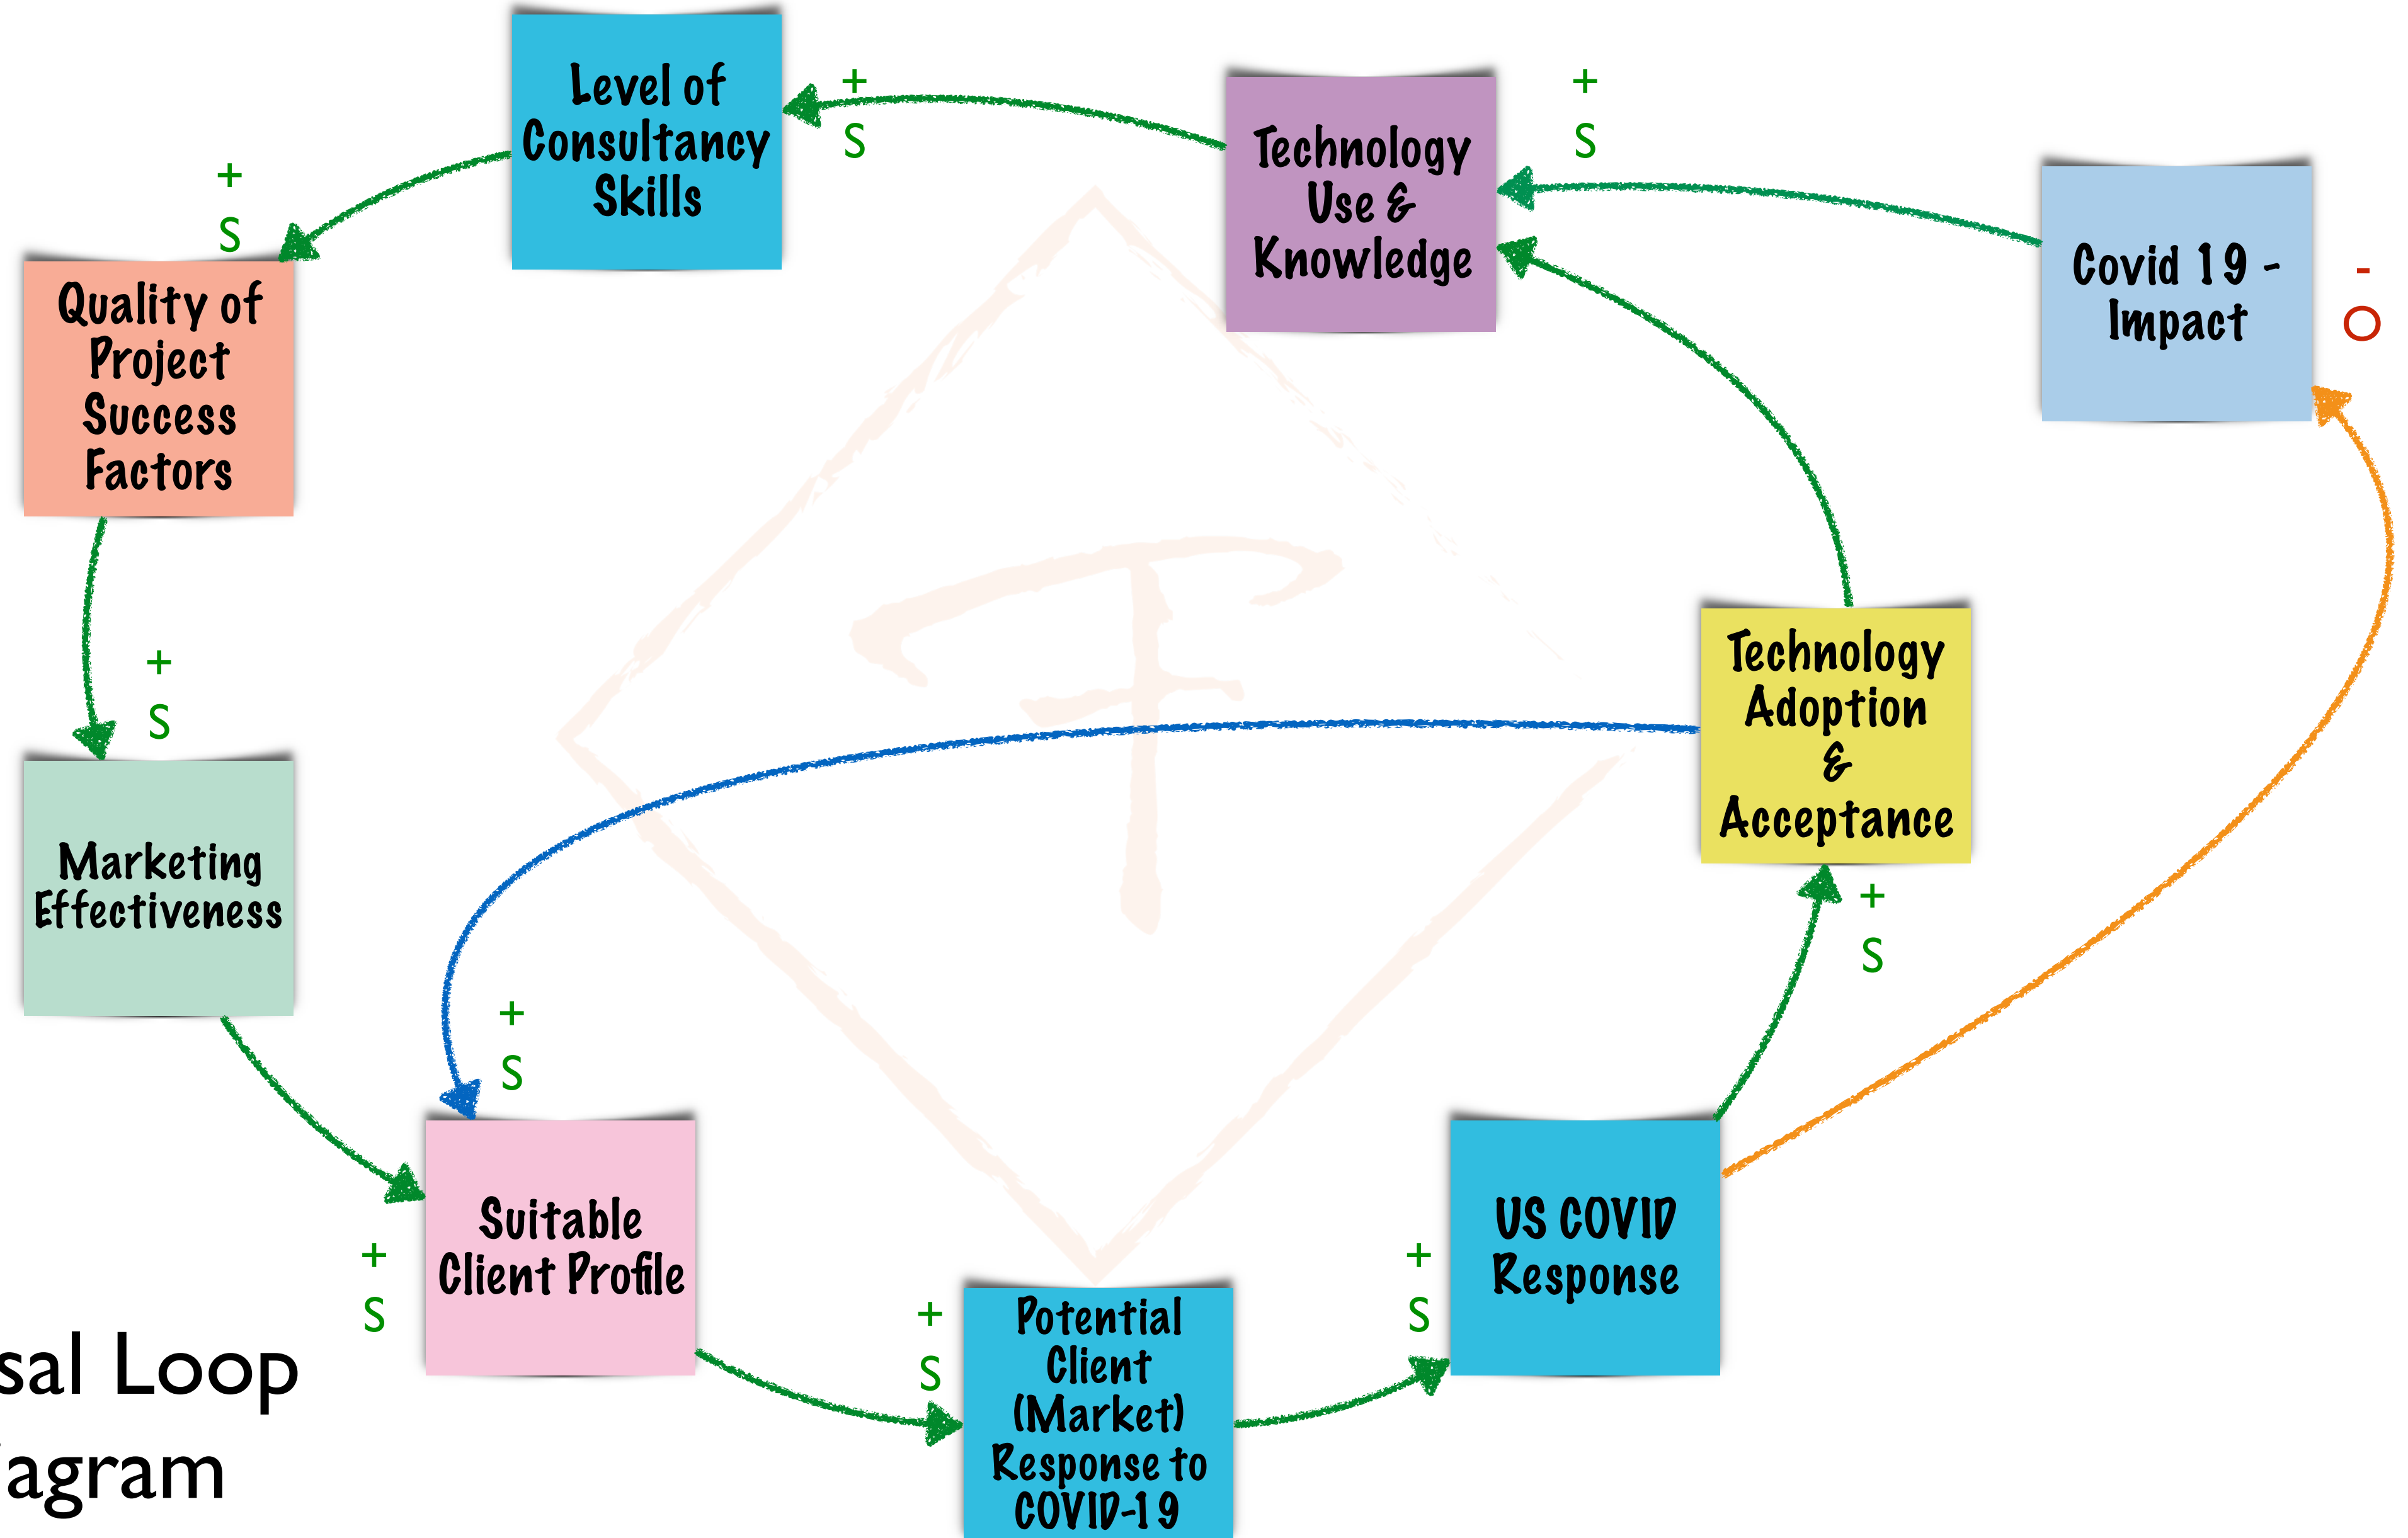 Level of
Consultancy
Skills
+
S
Technology
Use &
Knowledge
+
S
Covid 19 -
Impact
-
O
+
S
Quality of
Project
Success
Factors
+
S
Technology
Adoption
&
Acceptance
+
S
Marketing
Effectiveness
+
S
Suitable
Client Profile
+
S
+
S
Potential
Client
(Market)
Response to
COVID-19
+
S
US COVID
Response
sal Loop
agram